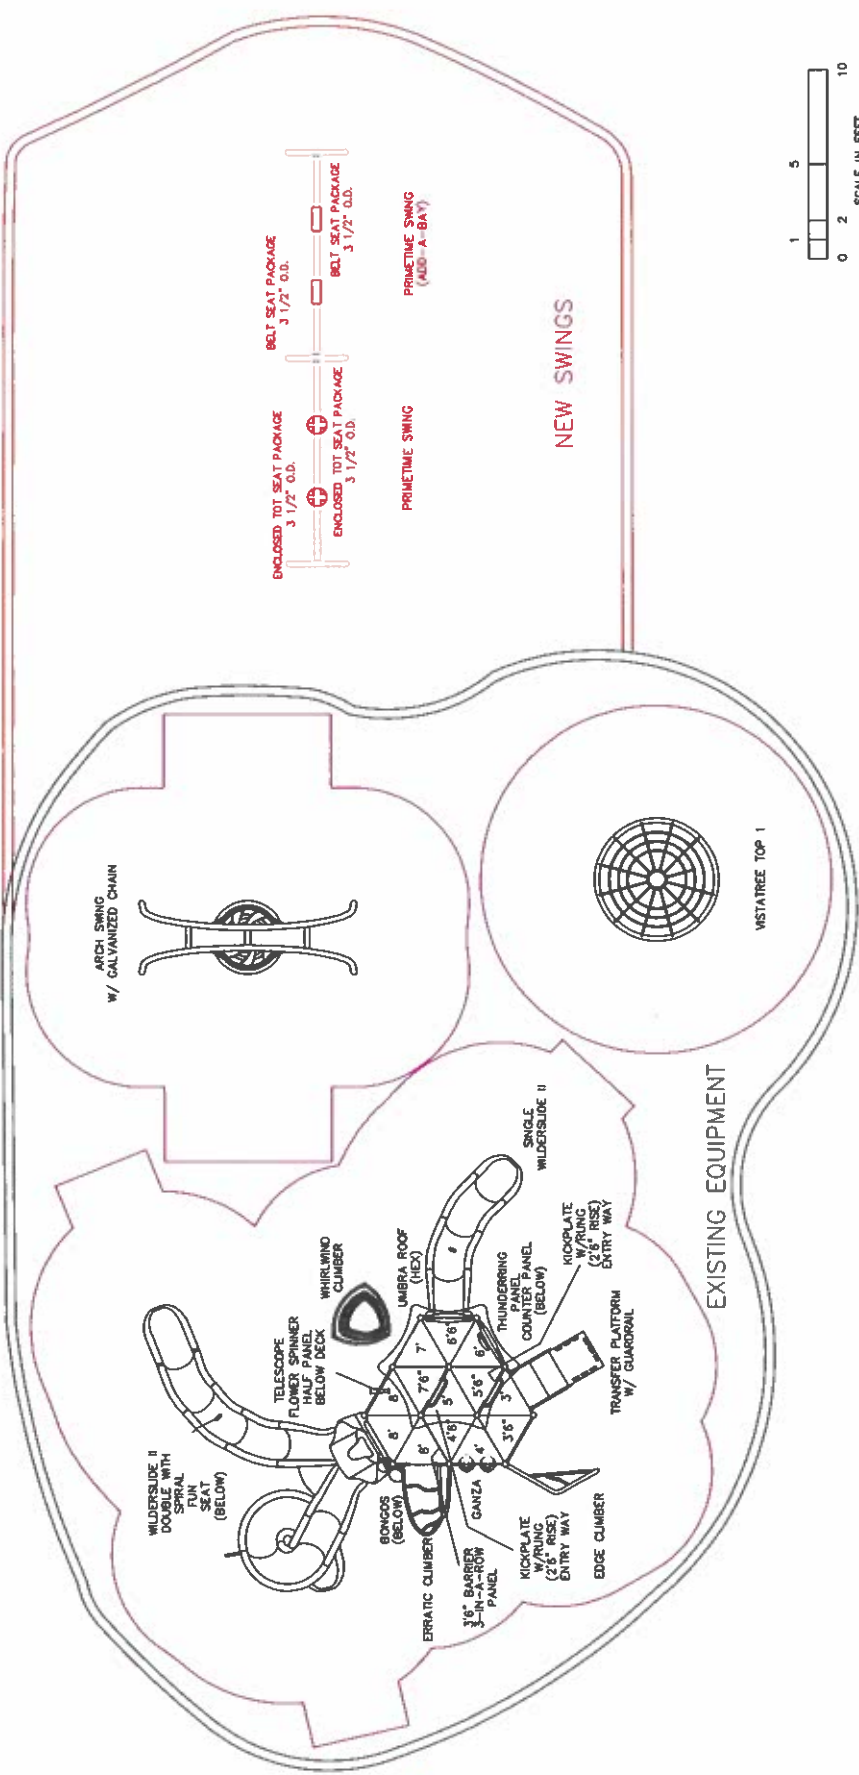 WILDERSLIDE II
DOUBLE WITH
SPIRAL
FUN
SEAT
(BELOW)
TELESCOPE
FLOWER SPINNER
HALF PANEL
BELOW DECK
WHIRLWIND
CLIMBER
UMBRA ROOF
(HEX)
SINGLE
WILDERSLIDE II
THUNDERRING
PANEL
COUNTER PANEL
(BELOW)
KICKPLATE
W/RUNG
(2'6" RISE)
ENTRY WAY
TRANSFER PLATFORM
W/ GUARDRAIL
BONGOS
(BELOW)
ERRATIC CLIMBER
3'6" BARRIER
3-IN-A-ROW
PANEL
GANZA
KICKPLATE
W/RUNG
(2'6" RISE)
ENTRY WAY
EDGE CLIMBER
8'
8'
7'
7'6"
6'6"
6'
5'
6'
5'6"
4'6"
4'
3'
3'6"
EXISTING EQUIPMENT
ARCH SWING
W/ GALVANIZED CHAIN
VISTATREE TOP 1
ENCLOSED TOT SEAT PACKAGE
3 1/2" O.D.
ENCLOSED TOT SEAT PACKAGE
3 1/2" O.D.
PRIMETIME SWING
BELT SEAT PACKAGE
3 1/2" O.D.
BELT SEAT PACKAGE
3 1/2" O.D.
PRIMETIME SWING
(ADD-A-BAY)
NEW SWINGS
1
5
0
2
10
SCALE IN FEET